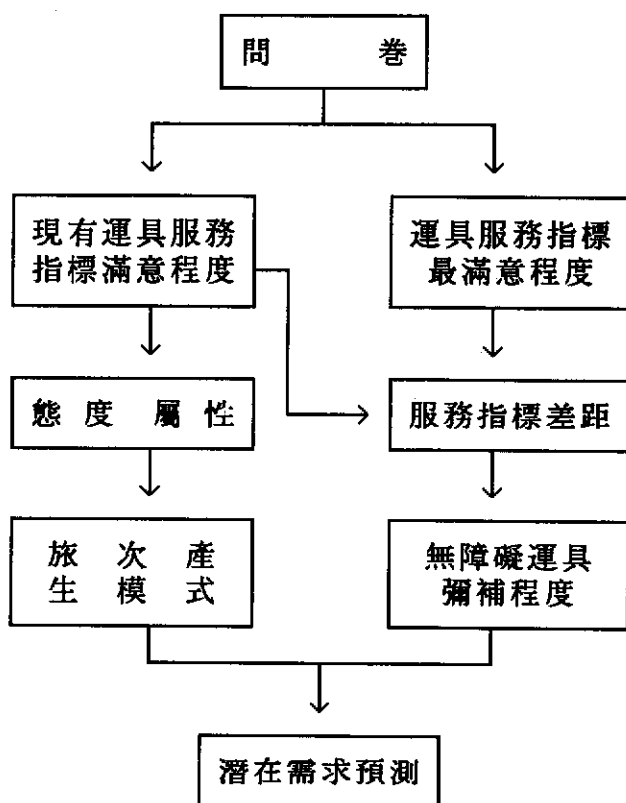 問 巻
現有運具服務
指標滿意程度
運具服務指標
最滿意程度
態度 屬性
服務指標差距
旅次產
生模式
無障礙運具
彌補程度
潛在需求預測